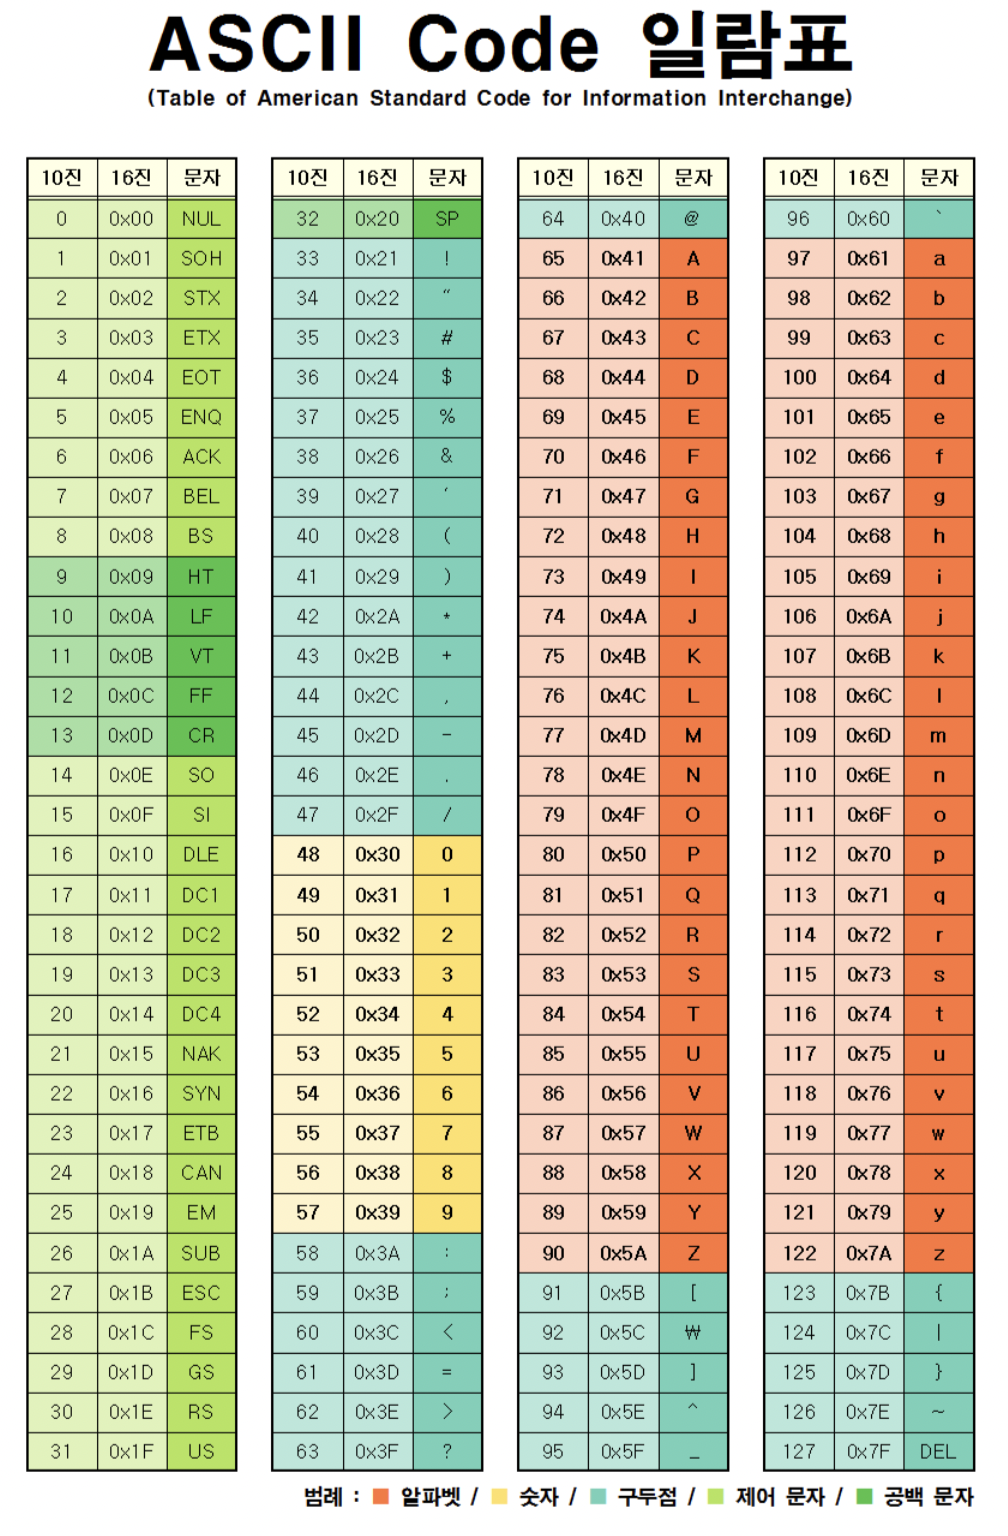 ASCII Code 일람표
(Table of American Standard Code for Information Interchange)
10진 16진 문자 10진 16진 문자 10진 16진 문자 10진 16진 문자
0 0x00 NUL 32 0x20 SP 64 0x40 @ 96 0x60 `
1 0x01 SOH 33 0x21 ! 65 0x41 A 97 0x61 a
2 0x02 STX 34 0x22 " 66 0x42 B 98 0x62 b
3 0x03 ETX 35 0x23 # 67 0x43 C 99 0x63 c
4 0x04 EOT 36 0x24 $ 68 0x44 D 100 0x64 d
5 0x05 ENQ 37 0x25 % 69 0x45 E 101 0x65 e
6 0x06 ACK 38 0x26 & 70 0x46 F 102 0x66 f
7 0x07 BEL 39 0x27 ' 71 0x47 G 103 0x67 g
8 0x08 BS 40 0x28 ( 72 0x48 H 104 0x68 h
9 0x09 HT 41 0x29 ) 73 0x49 I 105 0x69 i
10 0x0A LF 42 0x2A * 74 0x4A J 106 0x6A j
11 0x0B VT 43 0x2B + 75 0x4B K 107 0x6B k
12 0x0C FF 44 0x2C , 76 0x4C L 108 0x6C l
13 0x0D CR 45 0x2D - 77 0x4D M 109 0x6D m
14 0x0E SO 46 0x2E . 78 0x4E N 110 0x6E n
15 0x0F SI 47 0x2F / 79 0x4F O 111 0x6F o
16 0x10 DLE 48 0x30 0 80 0x50 P 112 0x70 p
17 0x11 DC1 49 0x31 1 81 0x51 Q 113 0x71 q
18 0x12 DC2 50 0x32 2 82 0x52 R 114 0x72 r
19 0x13 DC3 51 0x33 3 83 0x53 S 115 0x73 s
20 0x14 DC4 52 0x34 4 84 0x54 T 116 0x74 t
21 0x15 NAK 53 0x35 5 85 0x55 U 117 0x75 u
22 0x16 SYN 54 0x36 6 86 0x56 V 118 0x76 v
23 0x17 ETB 55 0x37 7 87 0x57 W 119 0x77 w
24 0x18 CAN 56 0x38 8 88 0x58 X 120 0x78 x
25 0x19 EM 57 0x39 9 89 0x59 Y 121 0x79 y
26 0x1A SUB 58 0x3A : 90 0x5A Z 122 0x7A z
27 0x1B ESC 59 0x3B ; 91 0x5B [ 123 0x7B {
28 0x1C FS 60 0x3C < 92 0x5C ₩ 124 0x7C |
29 0x1D GS 61 0x3D = 93 0x5D ] 125 0x7D }
30 0x1E RS 62 0x3E > 94 0x5E ^ 126 0x7E ~
31 0x1F US 63 0x3F ? 95 0x5F _ 127 0x7F DEL
범례 : ■ 알파벳 / ■ 숫자 / ■ 구두점 / ■ 제어 문자 / ■ 공백 문자